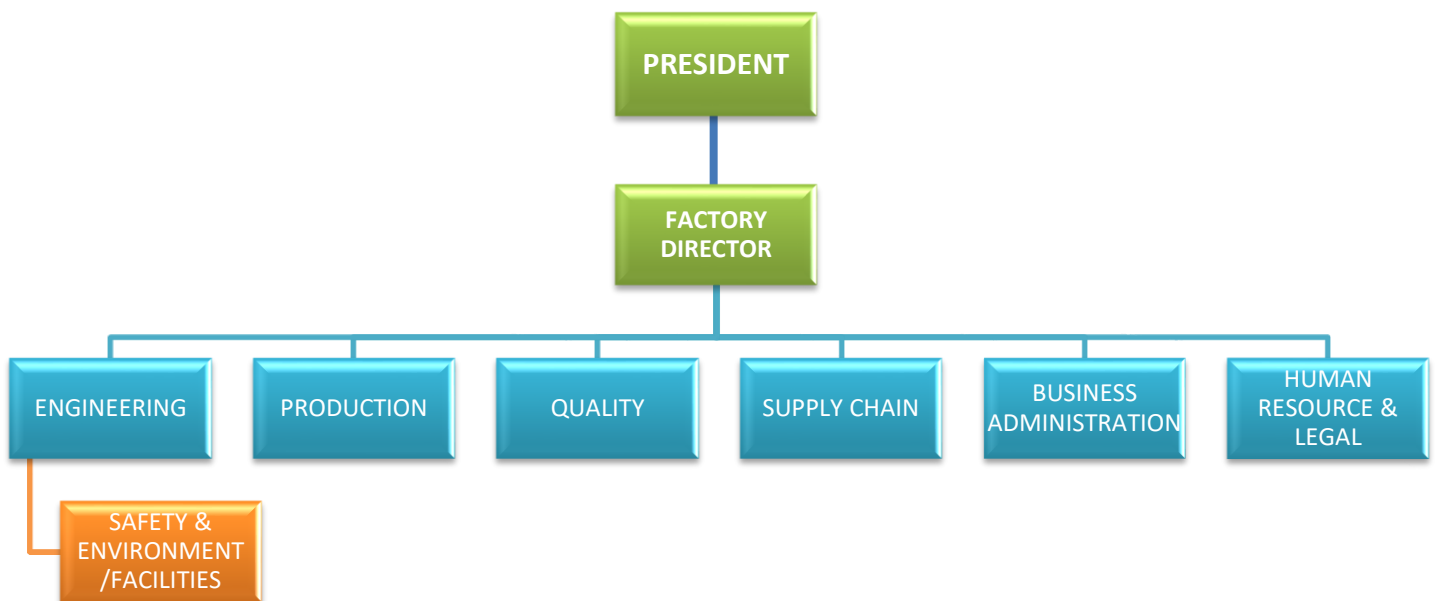 PRESIDENT
FACTORY
DIRECTOR
ENGINEERING
PRODUCTION
QUALITY
SUPPLY CHAIN
BUSINESS
ADMINISTRATION
HUMAN
RESOURCE &
LEGAL
SAFETY &
ENVIRONMENT
/FACILITIES